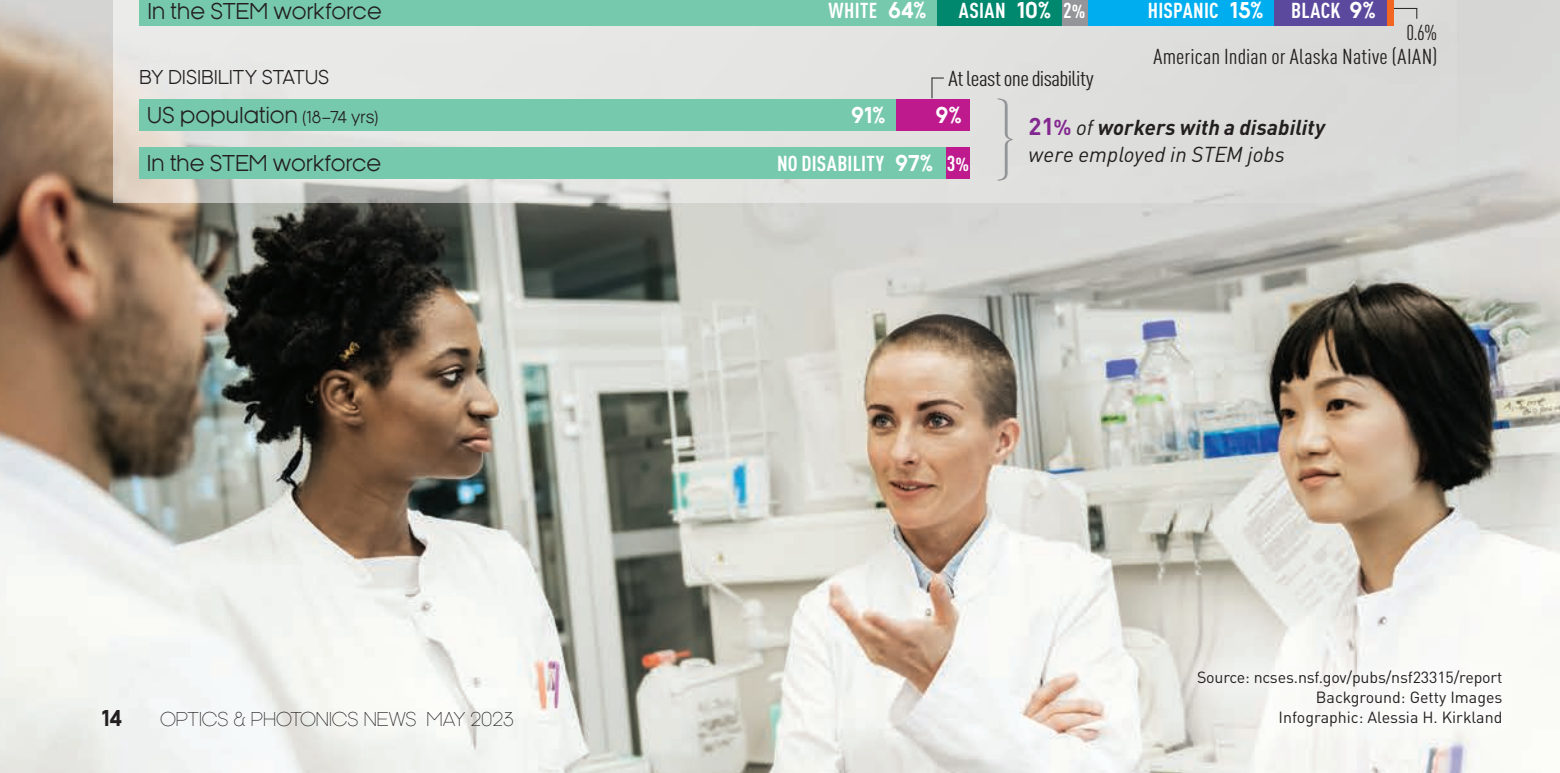 In the STEM workforce WHITE 64% ASIAN 10% 2% HISPANIC 15% BLACK 9%
0.6%
American Indian or Alaska Native (AIAN)
BY DISIBILITY STATUS
At least one disability
US population (18–74 yrs) 91% 9%
21% of workers with a disability
were employed in STEM jobs
In the STEM workforce NO DISABILITY 97% 3%
Source: ncses.nsf.gov/pubs/nsf23315/report
Background: Getty Images
Infographic: Alessia H. Kirkland
14 OPTICS & PHOTONICS NEWS MAY 2023